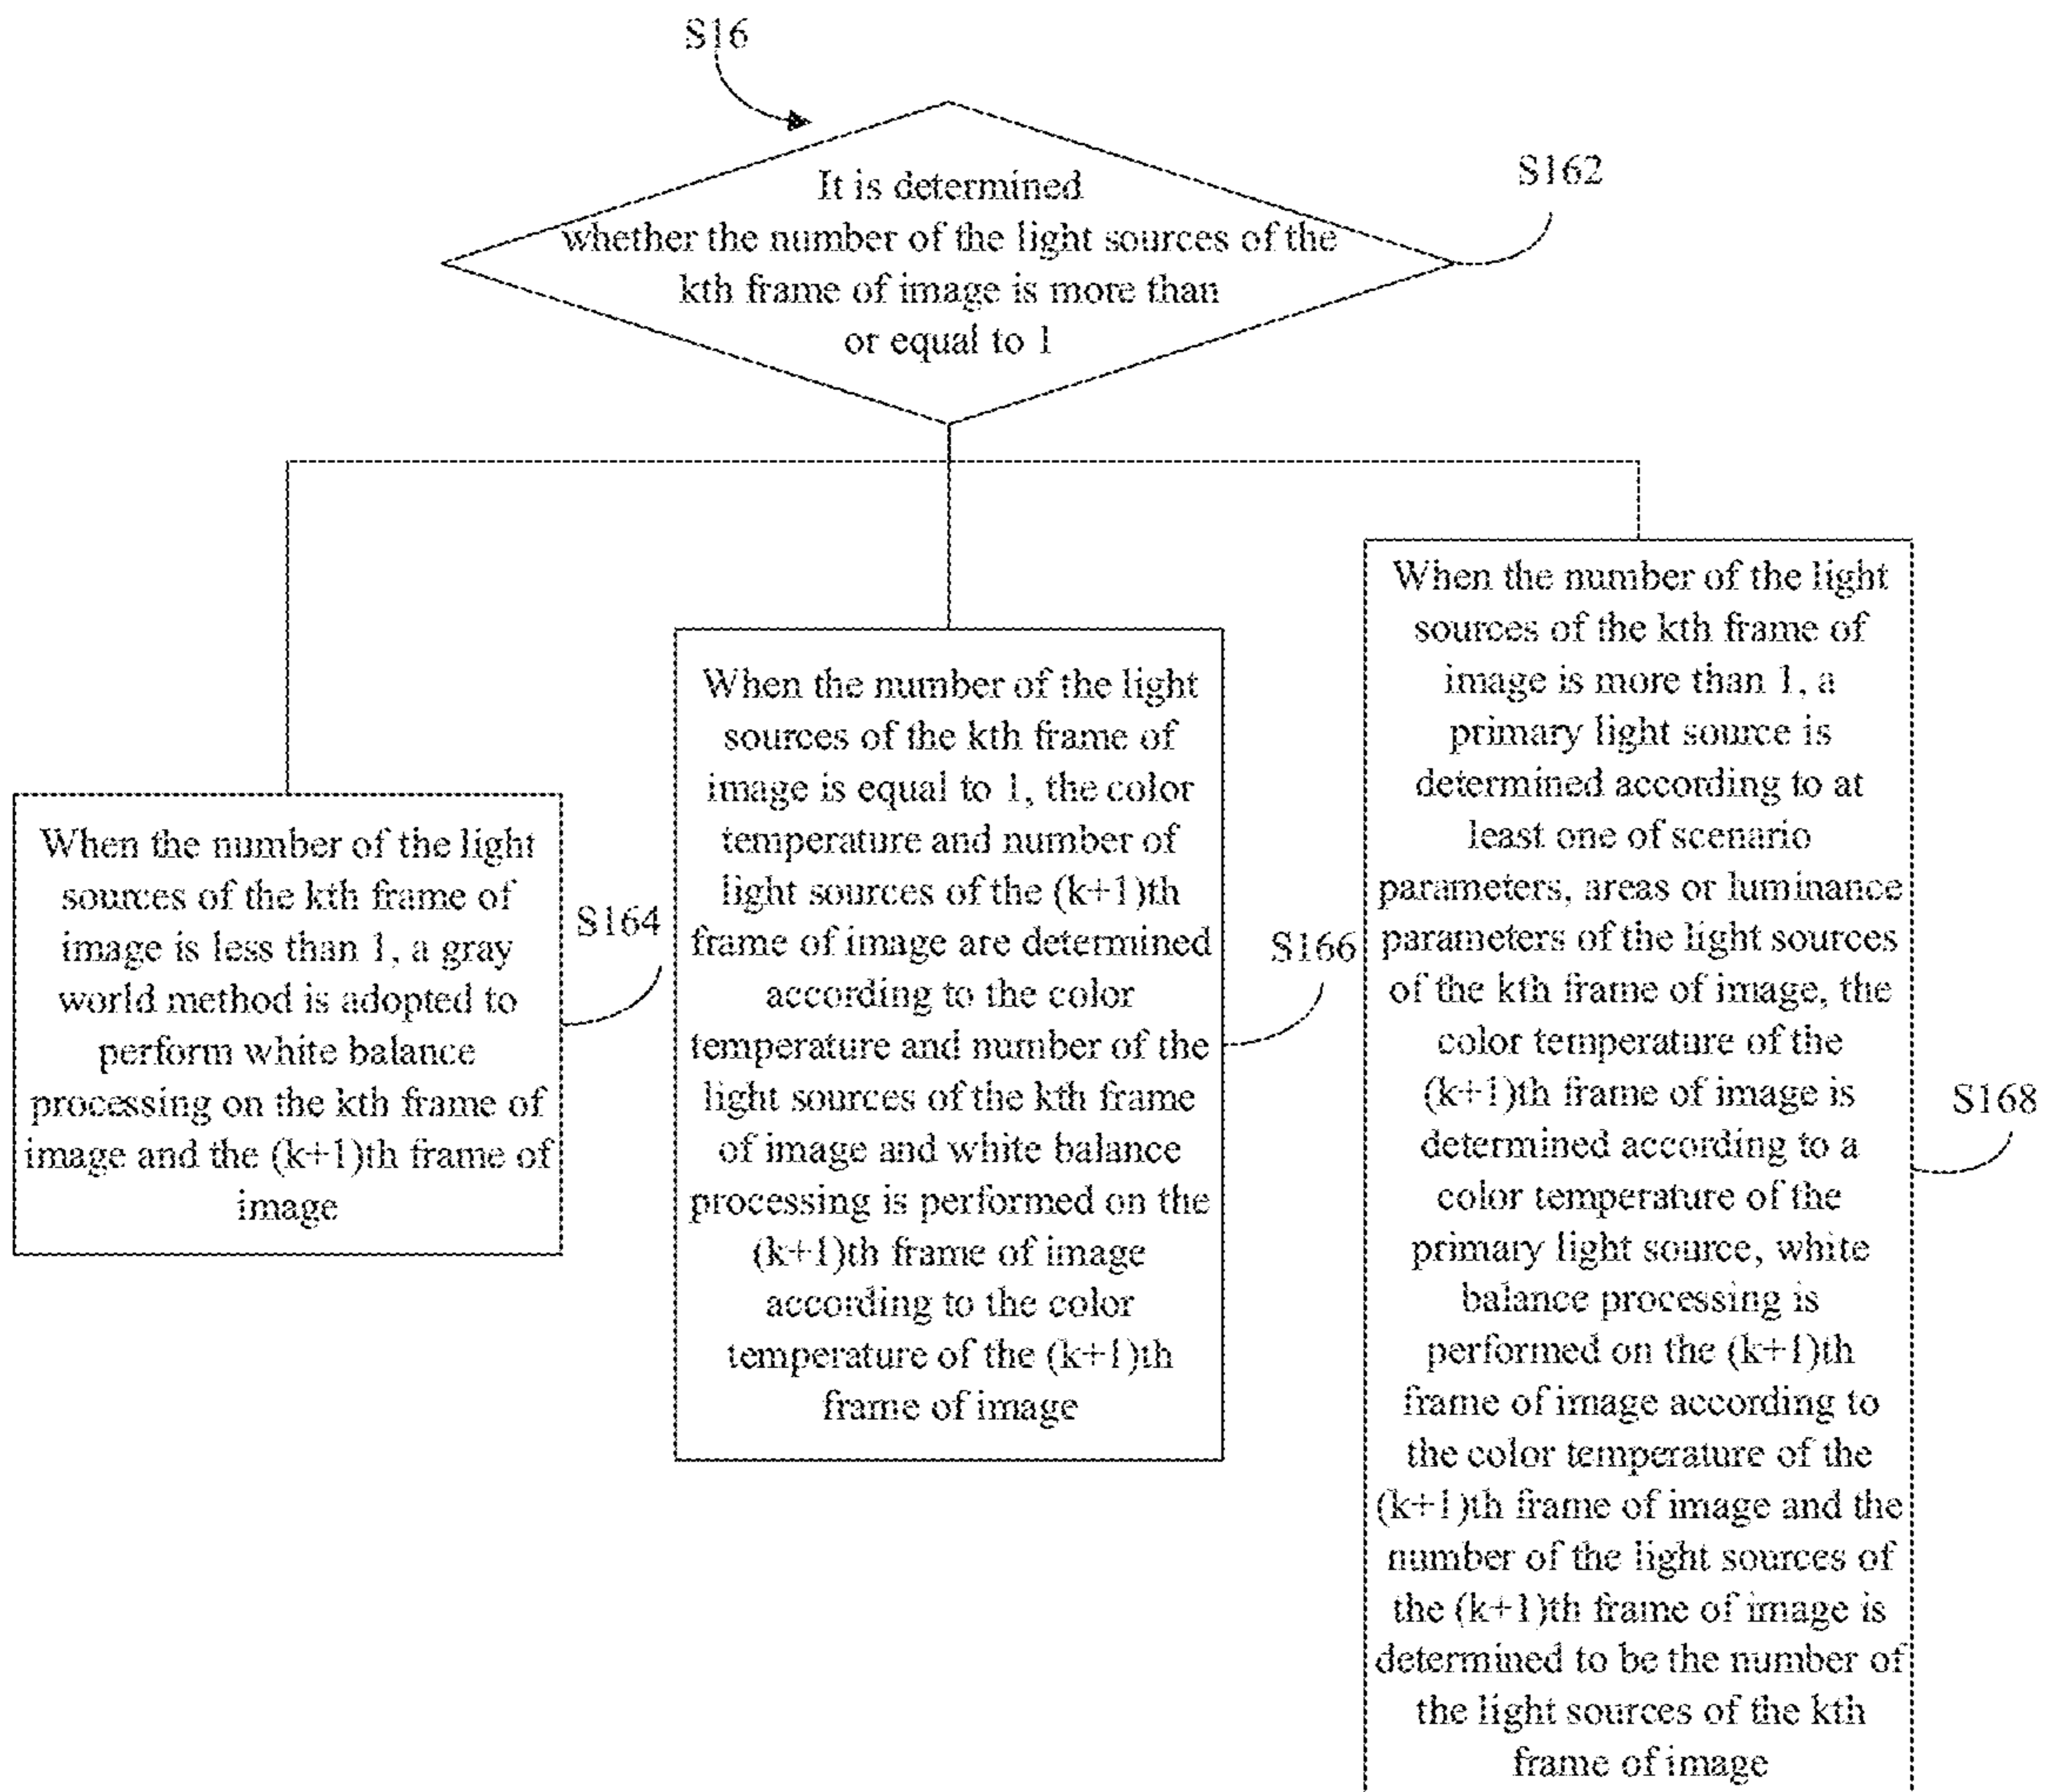 S16
It is determined
whether the number of the light sources of the
kth frame of image is more than
or equal to 1
S162
When the number of the light
sources of the kth frame of
image is less than 1, a gray
world method is adopted to
perform white balance
processing on the kth frame of
image and the (k+1)th frame of
image
S164
When the number of the light
sources of the kth frame of
image is equal to 1, the color
temperature and number of
light sources of the (k+1)th
frame of image are determined
according to the color
temperature and number of the
light sources of the kth frame
of image and white balance
processing is performed on the
(k+1)th frame of image
according to the color
temperature of the (k+1)th
frame of image
S166
When the number of the light
sources of the kth frame of
image is more than 1, a
primary light source is
determined according to at
least one of scenario
parameters, areas or luminance
parameters of the light sources
of the kth frame of image, the
color temperature of the
(k+1)th frame of image is
determined according to a
color temperature of the
primary light source, white
balance processing is
performed on the (k+1)th
frame of image according to
the color temperature of the
(k+1)th frame of image and the
number of the light sources of
the (k+1)th frame of image is
determined to be the number of
the light sources of the kth
frame of image
S168